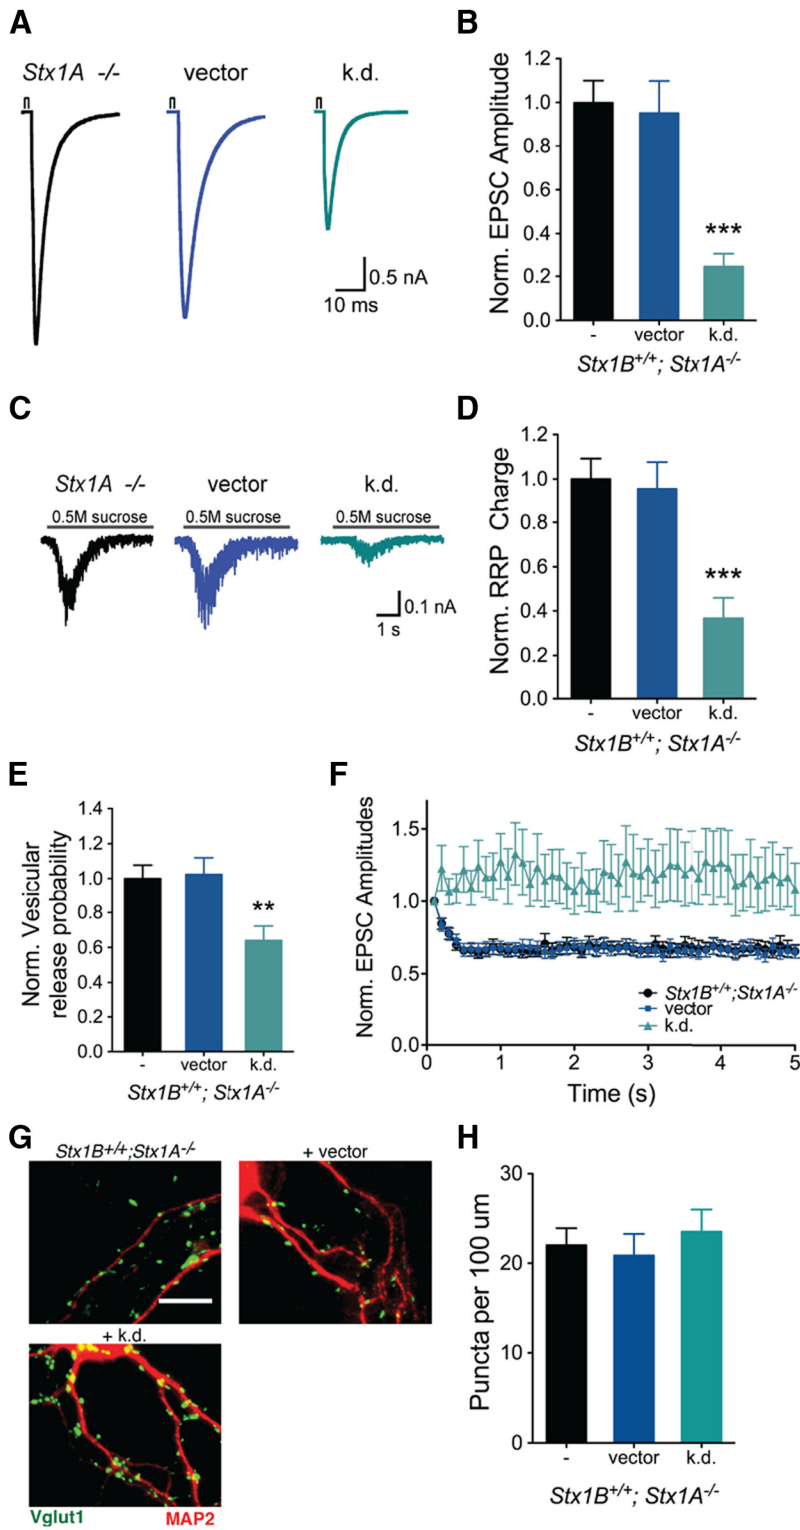 A
Stx1A -/-
vector
k.d.
0.5 nA
10 ms
B
Norm. EPSC Amplitude
1.2
1.0
0.8
0.6
0.4
0.2
0.0
***
-
vector
k.d.
Stx1B+/+; Stx1A-/-
C
Stx1A -/-
vector
k.d.
0.5M sucrose
0.5M sucrose
0.5M sucrose
0.1 nA
1 s
D
Norm. RRP Charge
1.2
1.0
0.8
0.6
0.4
0.2
0.0
***
-
vector
k.d.
Stx1B+/+; Stx1A-/-
E
Norm. Vesicular
release probability
1.4
1.2
1.0
0.8
0.6
0.4
0.2
0.0
**
-
vector
k.d.
Stx1B+/+; Stx1A-/-
F
Norm. EPSC Amplitudes
1.5
1.0
0.5
0.0
Stx1B+/+;Stx1A-/-
vector
k.d.
0
1
2
3
4
5
Time (s)
G
Stx1B+/+;Stx1A-/-
+ vector
+ k.d.
Vglut1
MAP2
H
Puncta per 100 um
30
20
10
0
-
vector
k.d.
Stx1B+/+; Stx1A-/-